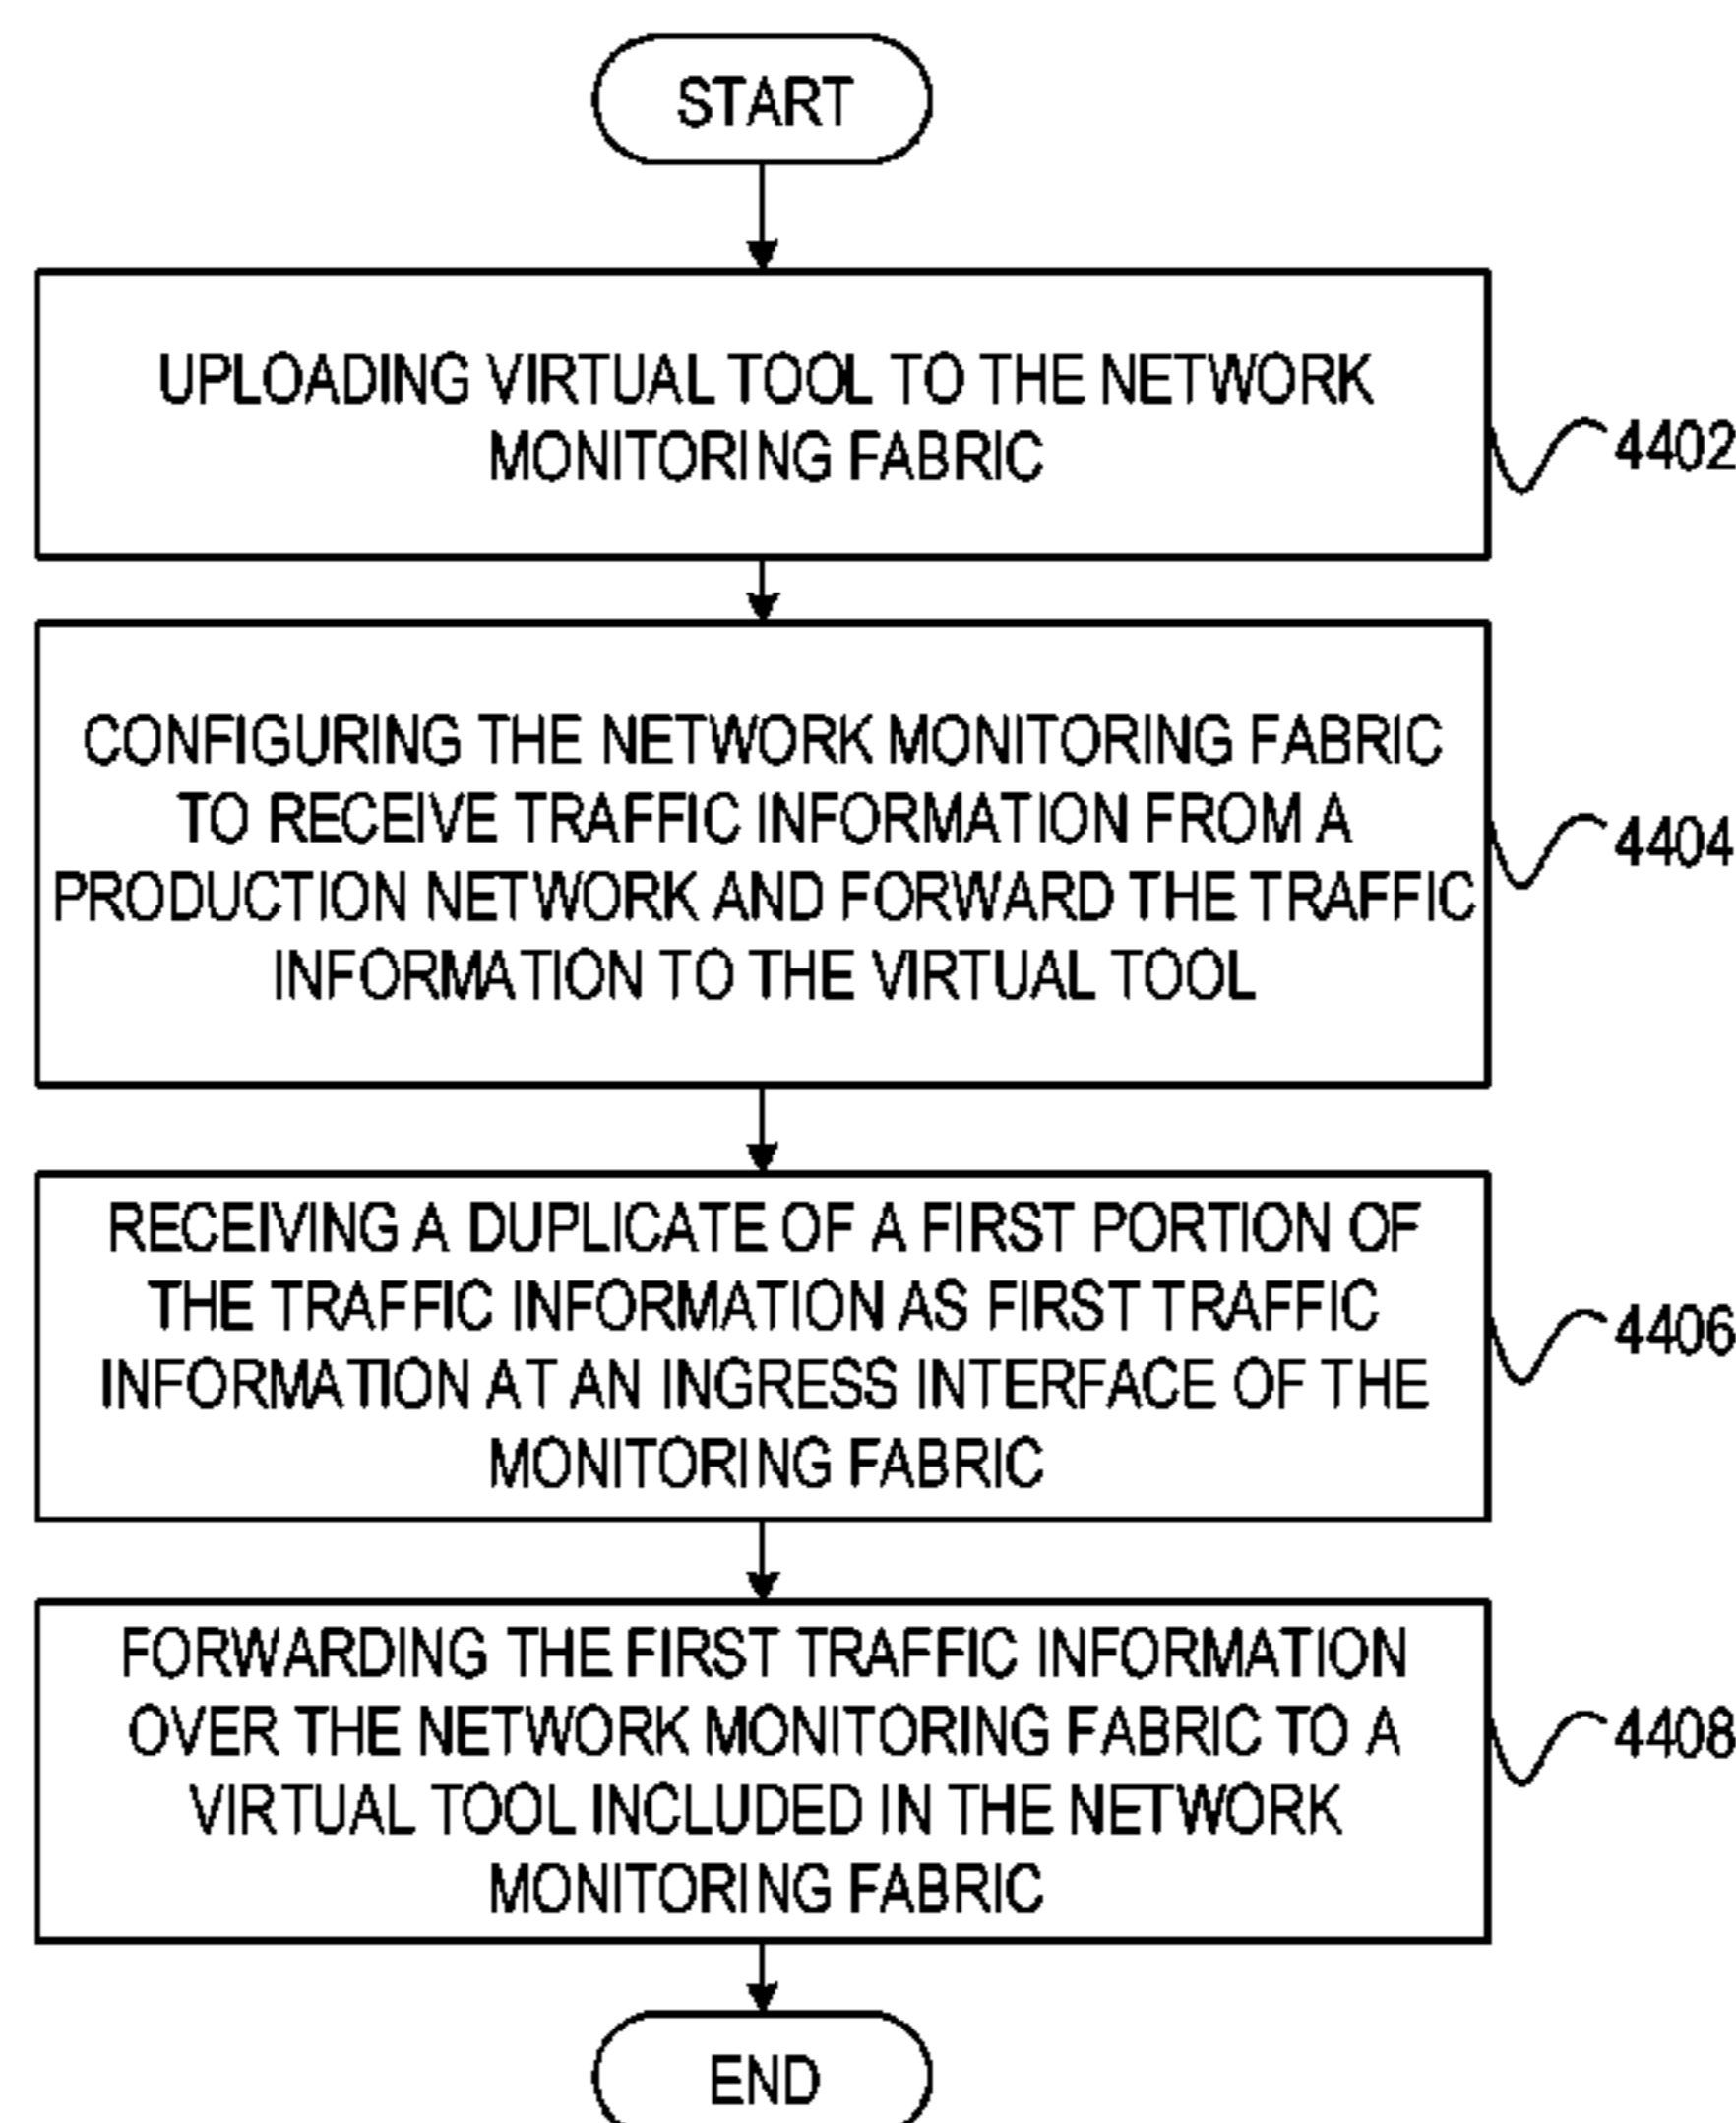 START
UPLOADING VIRTUAL TOOL TO THE NETWORK
MONITORING FABRIC
4402
CONFIGURING THE NETWORK MONITORING FABRIC
TO RECEIVE TRAFFIC INFORMATION FROM A
PRODUCTION NETWORK AND FORWARD THE TRAFFIC
INFORMATION TO THE VIRTUAL TOOL
4404
RECEIVING A DUPLICATE OF A FIRST PORTION OF
THE TRAFFIC INFORMATION AS FIRST TRAFFIC
INFORMATION AT AN INGRESS INTERFACE OF THE
MONITORING FABRIC
4406
FORWARDING THE FIRST TRAFFIC INFORMATION
OVER THE NETWORK MONITORING FABRIC TO A
VIRTUAL TOOL INCLUDED IN THE NETWORK
MONITORING FABRIC
4408
END